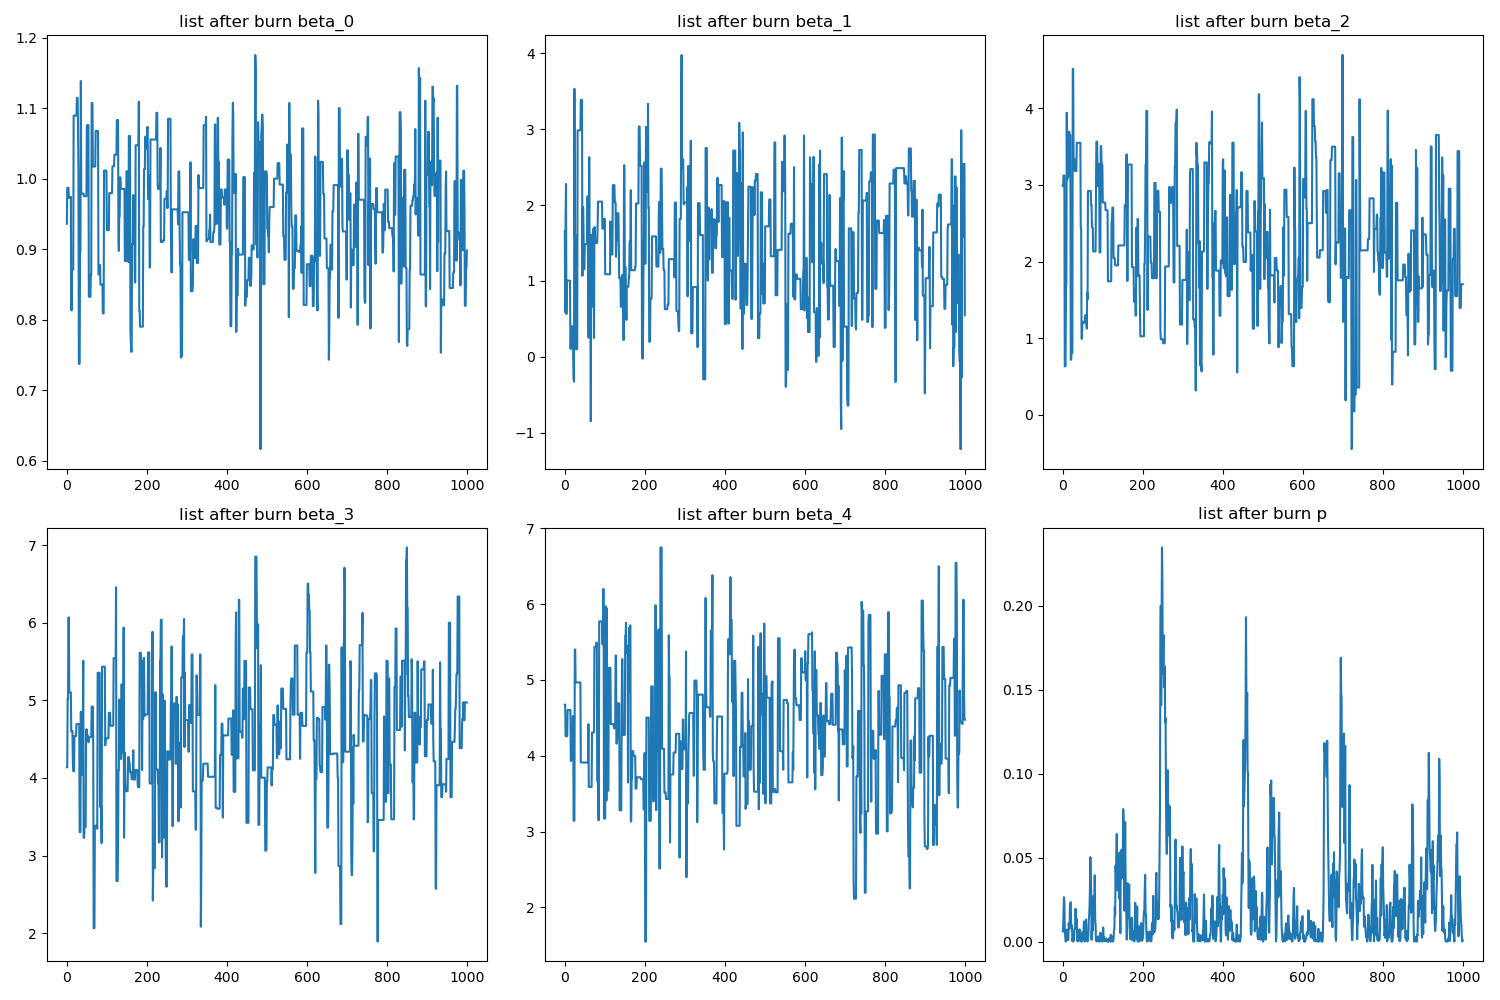 list after burn beta_0
list after burn beta_1
list after burn beta_2
1.2
1.1
1.0
0.9
0.8
0.7
0.6
0 200 400 600 800 1000
4
3
2
1
0
−1
0 200 400 600 800 1000
4
3
2
1
0
0 200 400 600 800 1000
list after burn beta_3
list after burn beta_4
list after burn p
7
6
5
4
3
2
0 200 400 600 800 1000
7
6
5
4
3
2
0 200 400 600 800 1000
0.20
0.15
0.10
0.05
0.00
0 200 400 600 800 1000